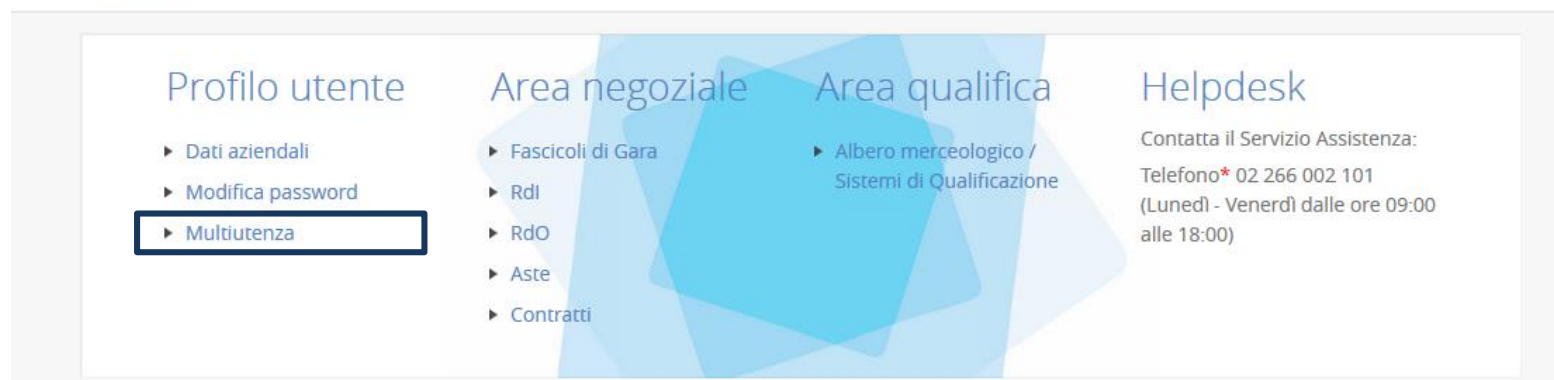 Profilo utente
Dati aziendali
Modifica password
Multiutenza
Area negoziale
Fascicoli di Gara
RdI
RdO
Aste
Contratti
Area qualifica
Albero merceologico /
Sistemi di Qualificazione
Helpdesk
Contatta il Servizio Assistenza:
Telefono* 02 266 002 101
(Lunedì - Venerdì dalle ore 09:00
alle 18:00)